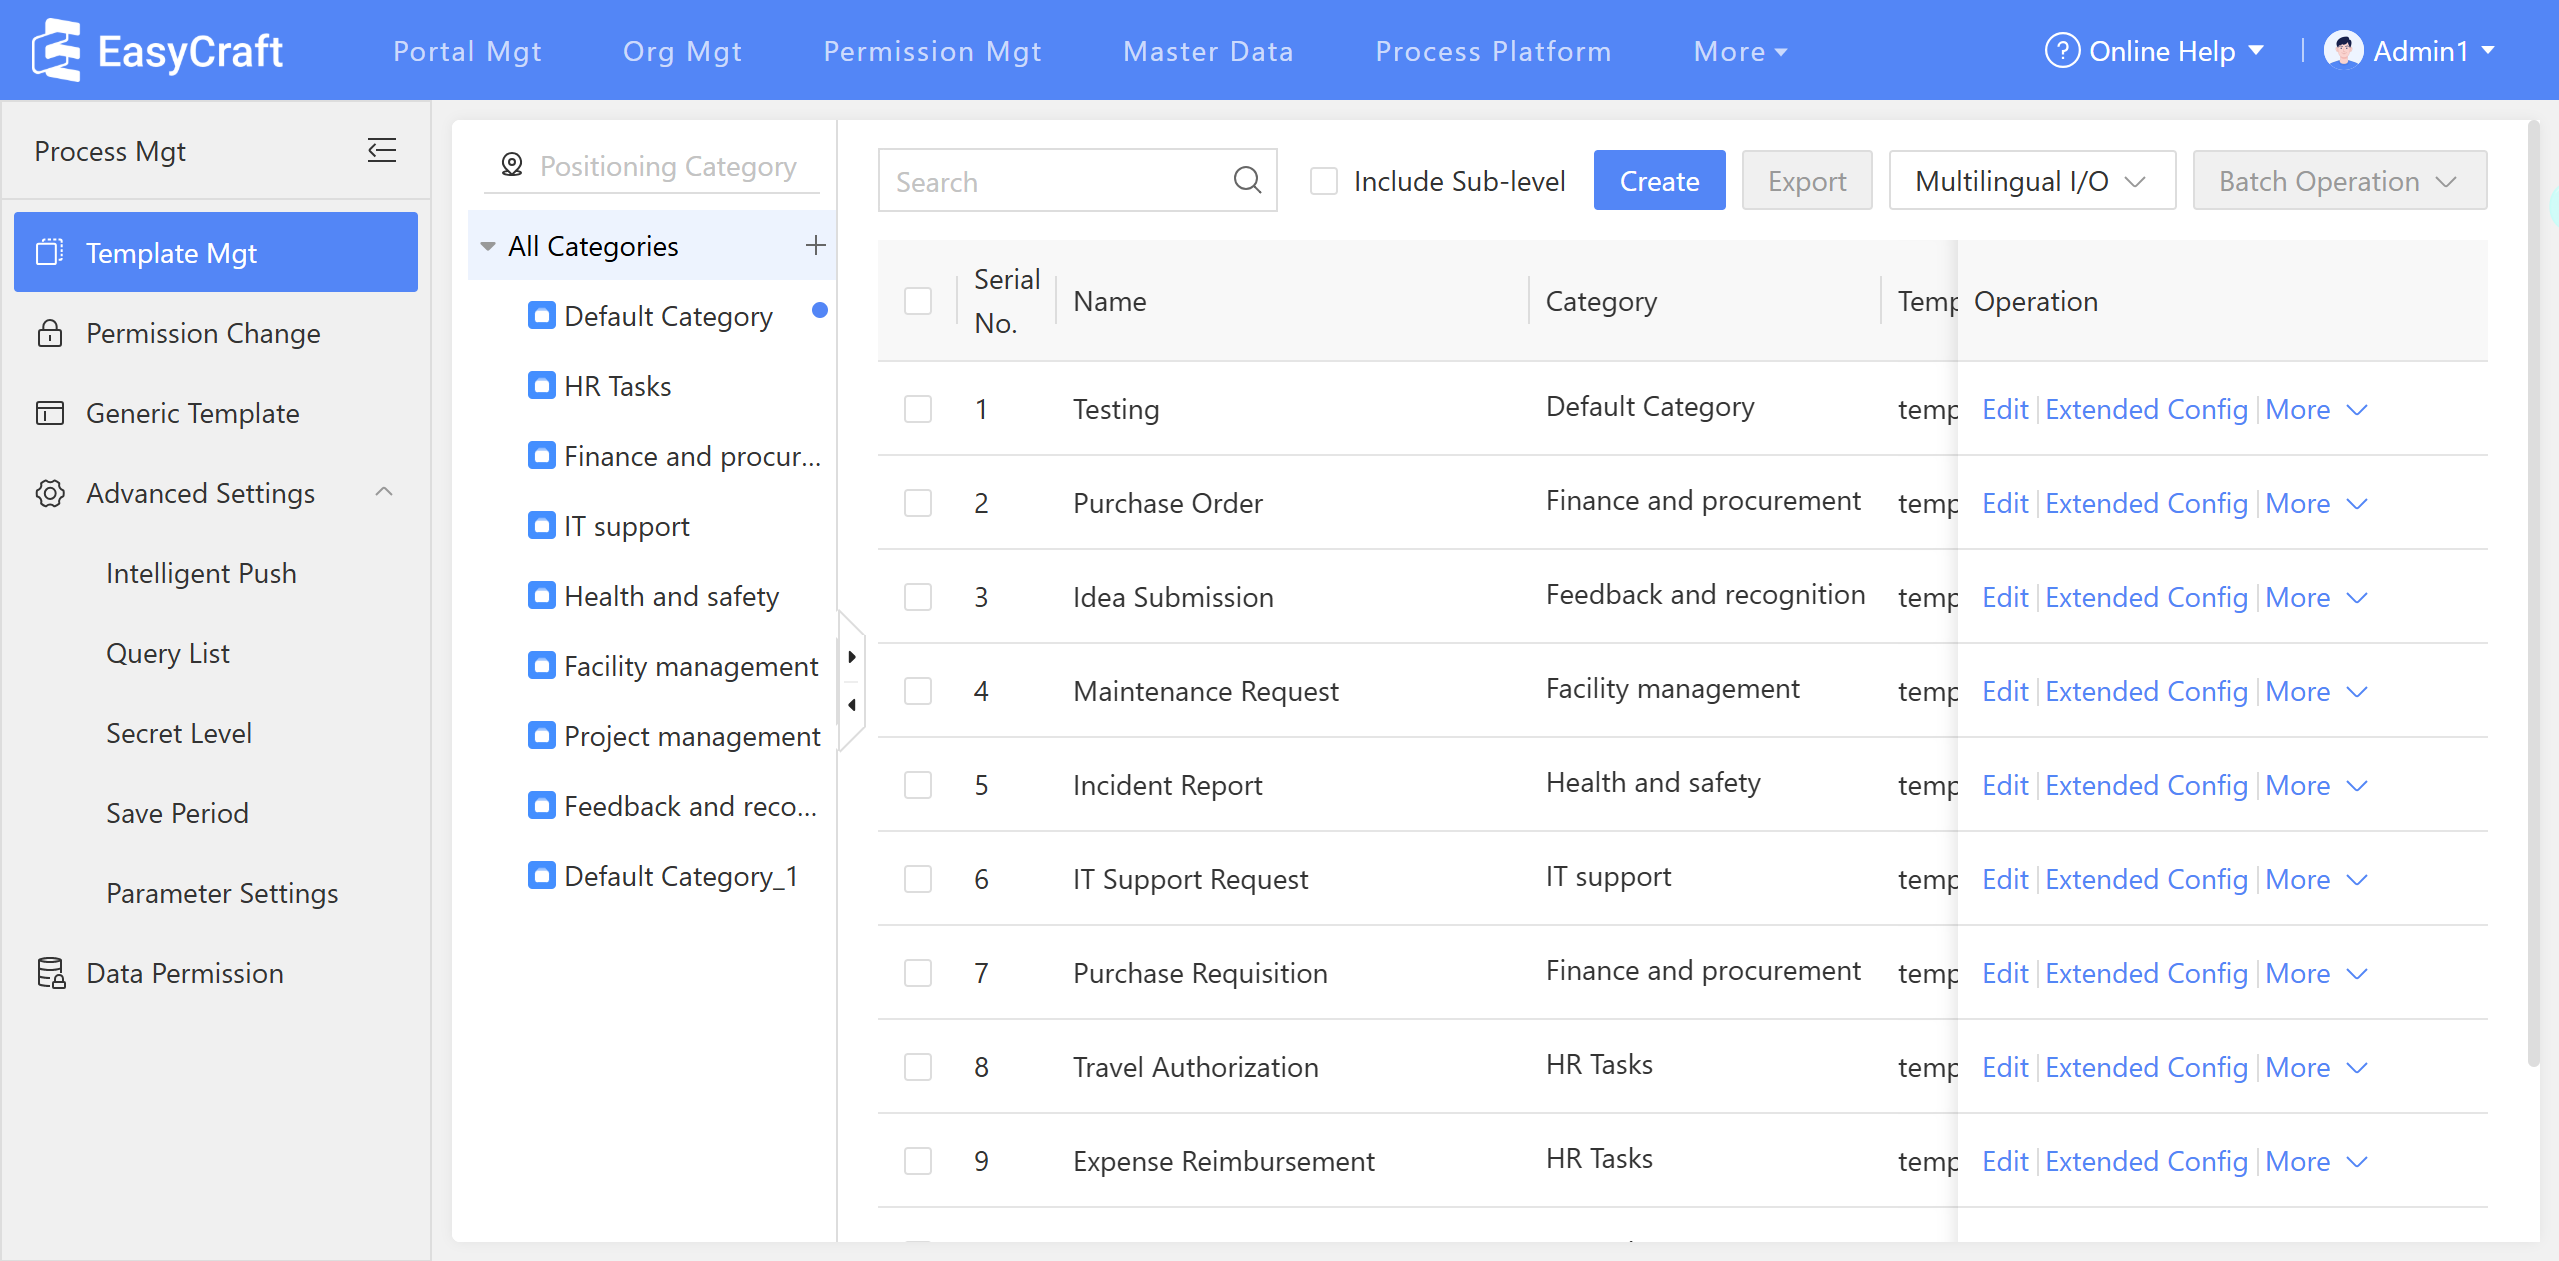 EasyCraft
Portal Mgt
Org Mgt
Permission Mgt
Master Data
Process Platform
More
Online Help
Admin1
Process Mgt
Template Mgt
Permission Change
Generic Template
Advanced Settings
Intelligent Push
Query List
Secret Level
Save Period
Parameter Settings
Data Permission
Positioning Category
All Categories
Default Category
HR Tasks
Finance and procur...
IT support
Health and safety
Facility management
Project management
Feedback and reco...
Default Category_1
Search
Include Sub-level
Create
Export
Multilingual I/O
Batch Operation
Serial
No.
Name
Category
Temp
Operation
1 Testing Default Category temp Edit Extended Config More
2 Purchase Order Finance and procurement temp Edit Extended Config More
3 Idea Submission Feedback and recognition temp Edit Extended Config More
4 Maintenance Request Facility management temp Edit Extended Config More
5 Incident Report Health and safety temp Edit Extended Config More
6 IT Support Request IT support temp Edit Extended Config More
7 Purchase Requisition Finance and procurement temp Edit Extended Config More
8 Travel Authorization HR Tasks temp Edit Extended Config More
9 Expense Reimbursement HR Tasks temp Edit Extended Config More